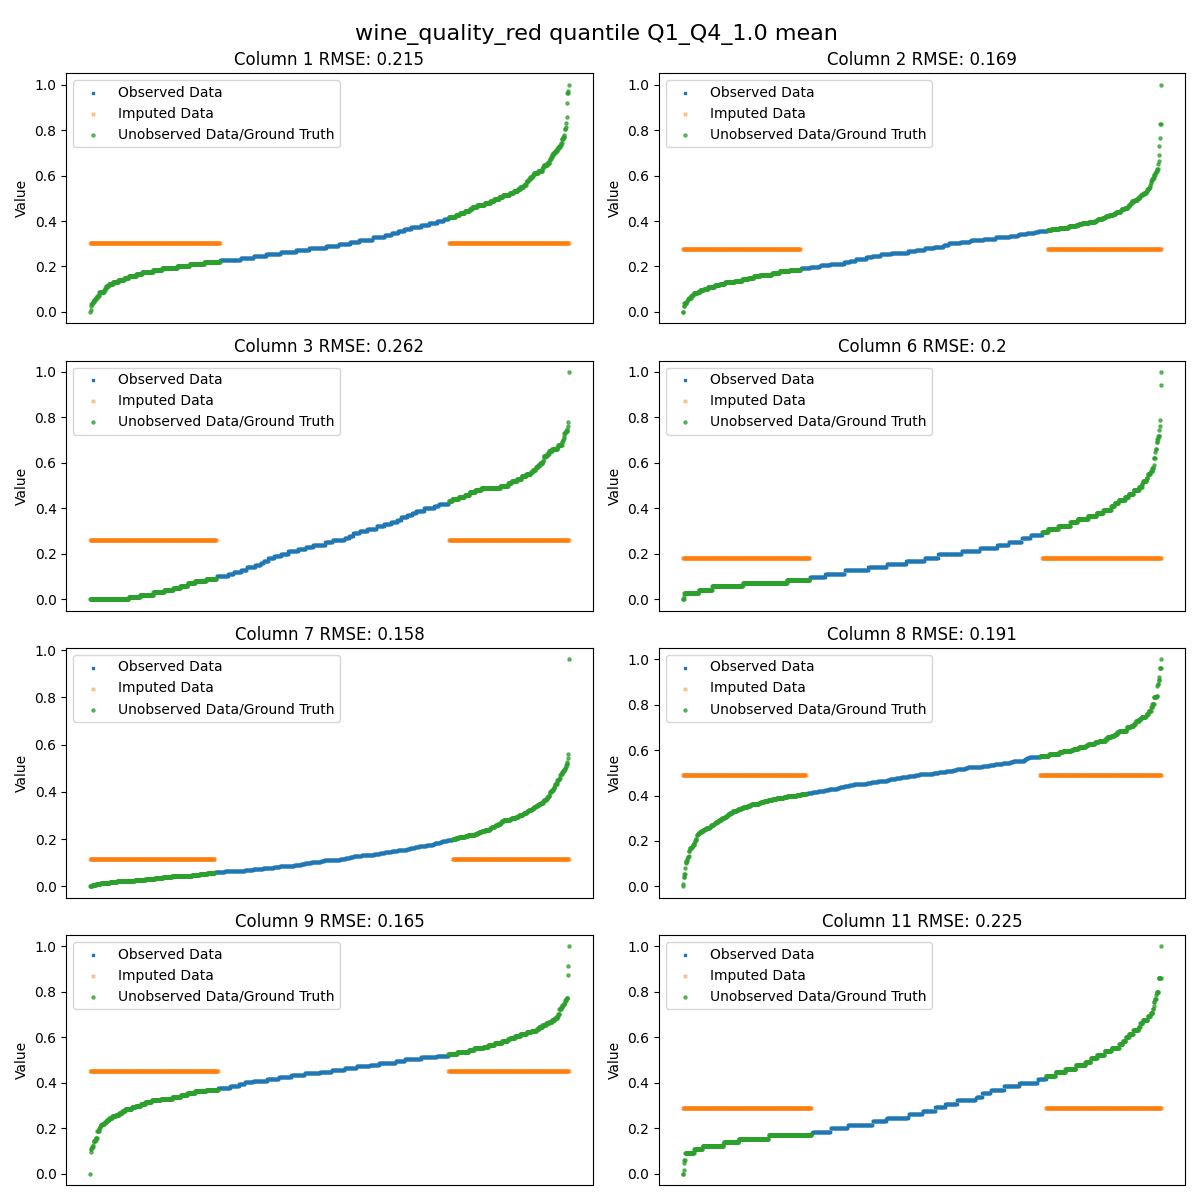 wine_quality_red quantile Q1_Q4_1.0 mean
Column 1 RMSE: 0.215
Value
1.0
0.8
0.6
0.4
0.2
0.0
Observed Data
Imputed Data
Unobserved Data/Ground Truth
Column 2 RMSE: 0.169
Value
1.0
0.8
0.6
0.4
0.2
0.0
Observed Data
Imputed Data
Unobserved Data/Ground Truth
Column 3 RMSE: 0.262
Value
1.0
0.8
0.6
0.4
0.2
0.0
Observed Data
Imputed Data
Unobserved Data/Ground Truth
Column 6 RMSE: 0.2
Value
1.0
0.8
0.6
0.4
0.2
0.0
Observed Data
Imputed Data
Unobserved Data/Ground Truth
Column 7 RMSE: 0.158
Value
1.0
0.8
0.6
0.4
0.2
0.0
Observed Data
Imputed Data
Unobserved Data/Ground Truth
Column 8 RMSE: 0.191
Value
1.0
0.8
0.6
0.4
0.2
0.0
Observed Data
Imputed Data
Unobserved Data/Ground Truth
Column 9 RMSE: 0.165
Value
1.0
0.8
0.6
0.4
0.2
0.0
Observed Data
Imputed Data
Unobserved Data/Ground Truth
Column 11 RMSE: 0.225
Value
1.0
0.8
0.6
0.4
0.2
0.0
Observed Data
Imputed Data
Unobserved Data/Ground Truth